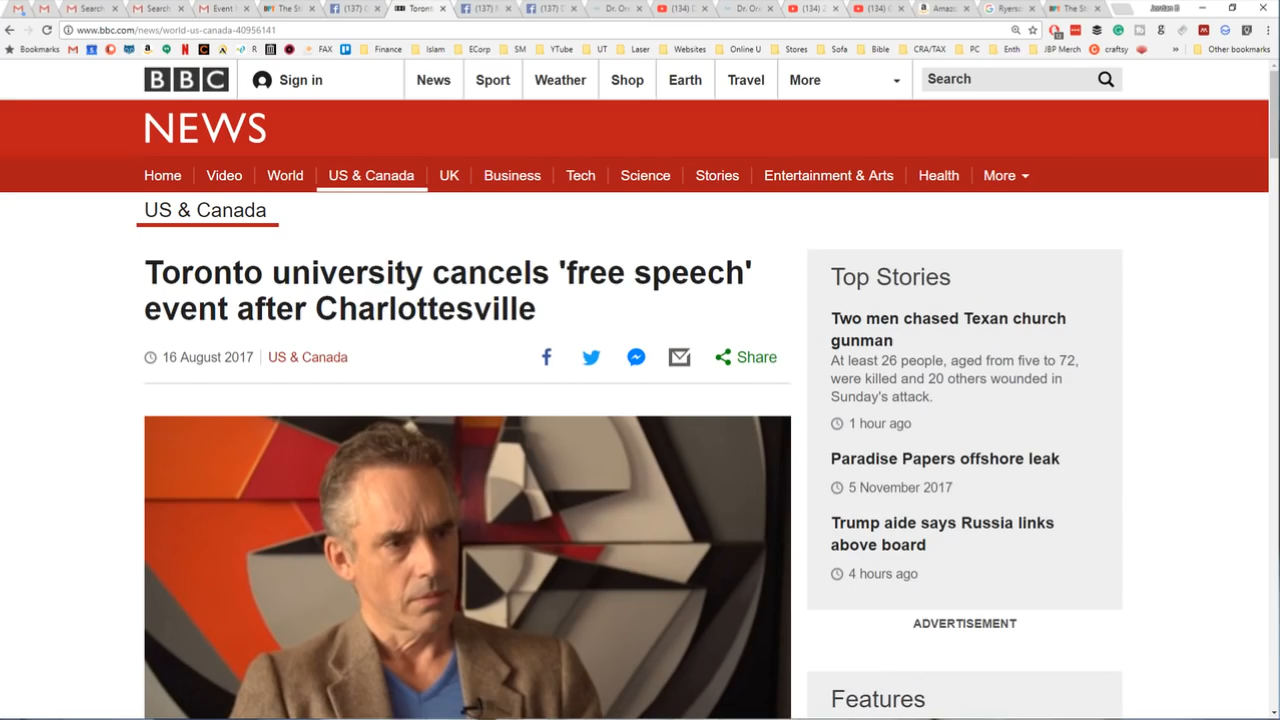 Toronto
Jordan B
www.bbc.com/news/world-us-canada-40956141
Bookmarks
FAX
Finance
Islam
ECorp
SM
YTube
UT
Laser
Websites
Online U
Stores
Sofa
Bible
CRA/TAX
PC
Enth
JBP Merch
craftsy
Other bookmarks
BBC
Sign in
News
Sport
Weather
Shop
Earth
Travel
More
Search
NEWS
Home
Video
World
US & Canada
UK
Business
Tech
Science
Stories
Entertainment & Arts
Health
More
US & Canada
Toronto university cancels 'free speech'
event after Charlottesville
16 August 2017
US & Canada
Share
Top Stories
Two men chased Texan church
gunman
At least 26 people, aged from five to 72,
were killed and 20 others wounded in
Sunday's attack.
1 hour ago
Paradise Papers offshore leak
5 November 2017
Trump aide says Russia links
above board
4 hours ago
ADVERTISEMENT
Features